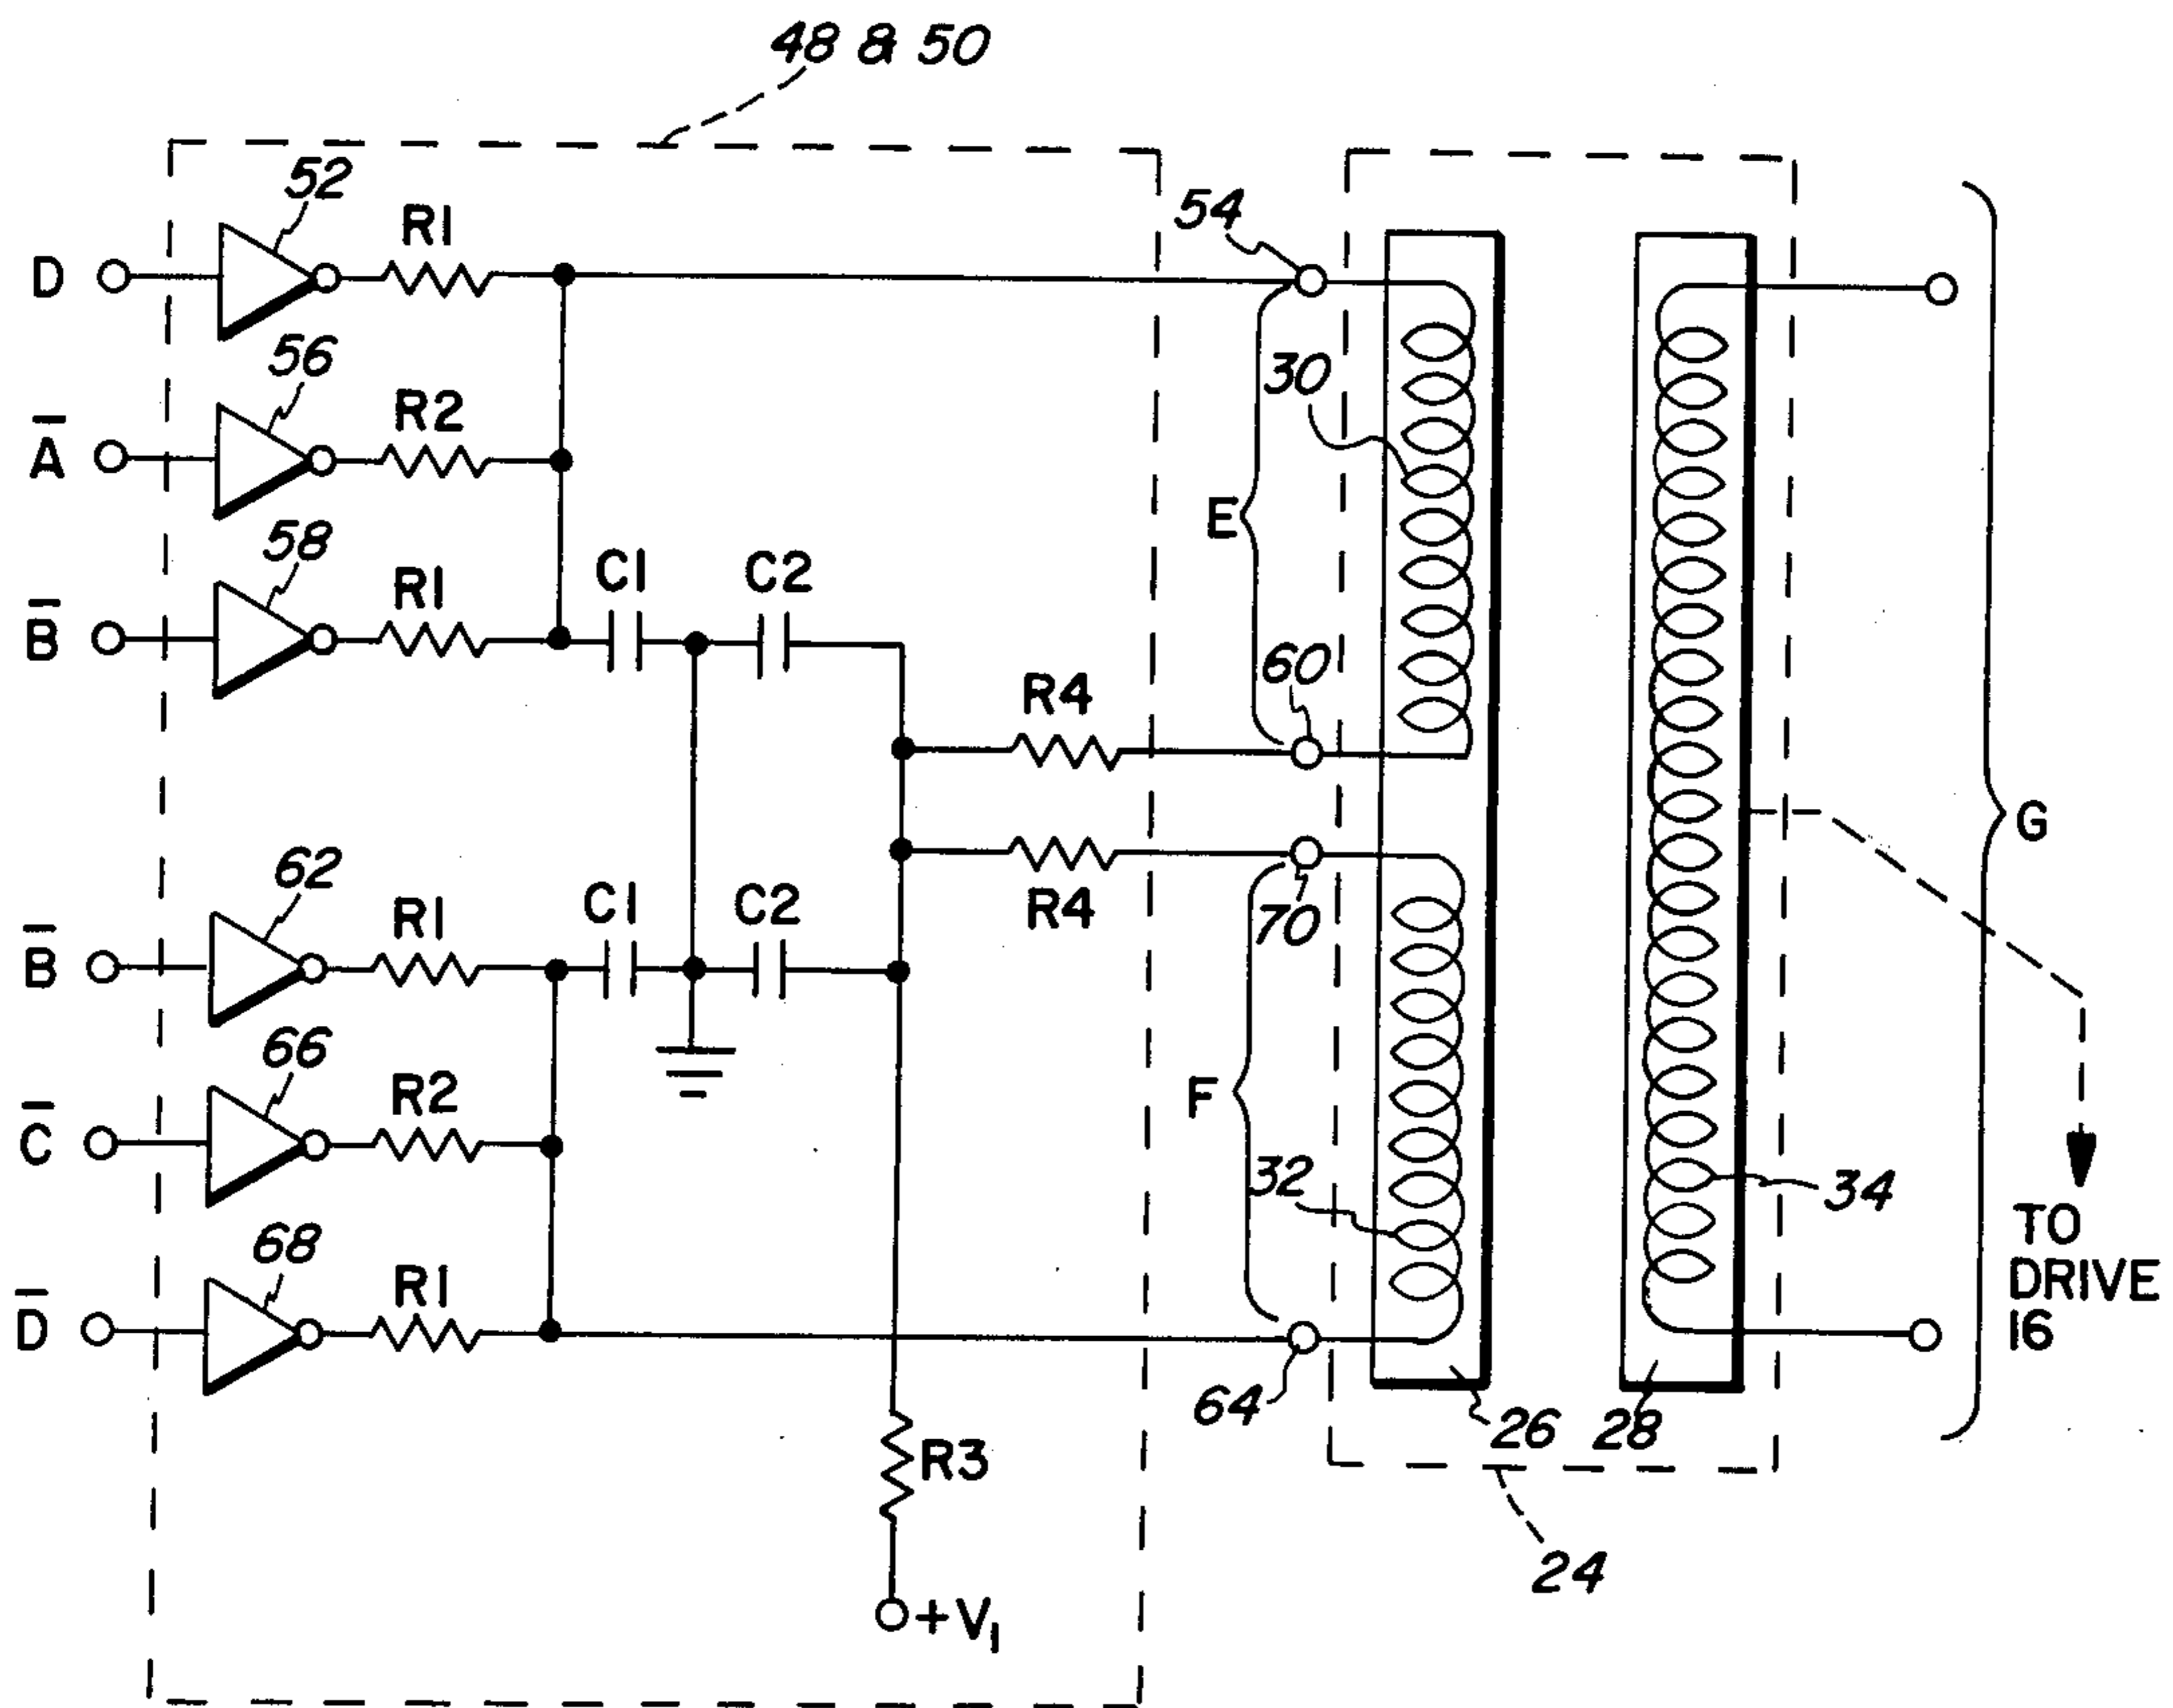 48 & 50
52
R1
D
54
56
R2
A̅
30
58
R1
C1
C2
E
B̅
60
R4
G
62
R1
C1
C2
R4
70
B̅
66
R2
F
C̅
32
34
68
R1
TO
DRIVE
16
D̅
64
26
28
R3
24
+V₁